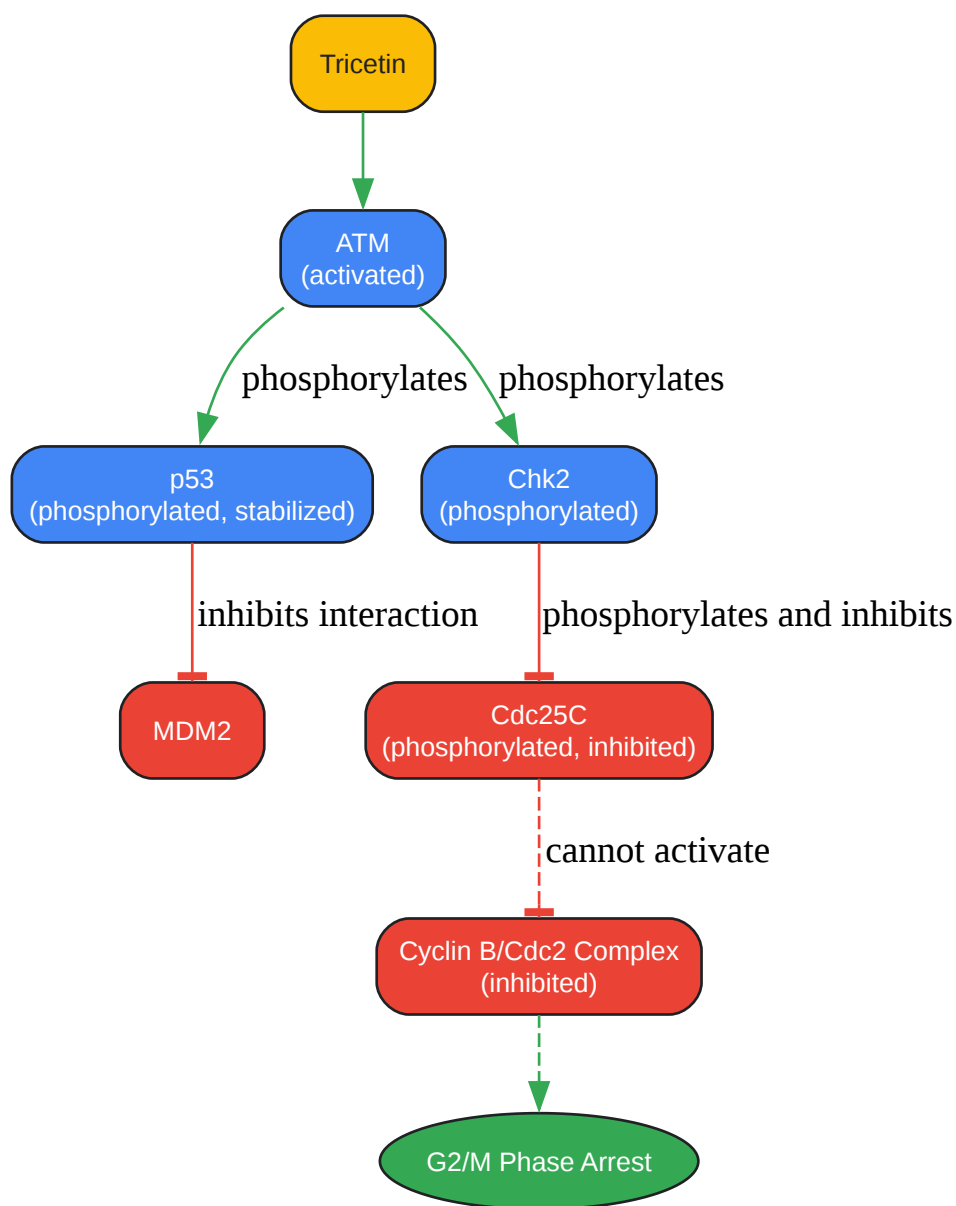 Tricetin
ATM
(activated)
phosphorylates
phosphorylates
p53
(phosphorylated, stabilized)
Chk2
(phosphorylated)
inhibits interaction
phosphorylates and inhibits
MDM2
Cdc25C
(phosphorylated, inhibited)
cannot activate
Cyclin B/Cdc2 Complex
(inhibited)
G2/M Phase Arrest